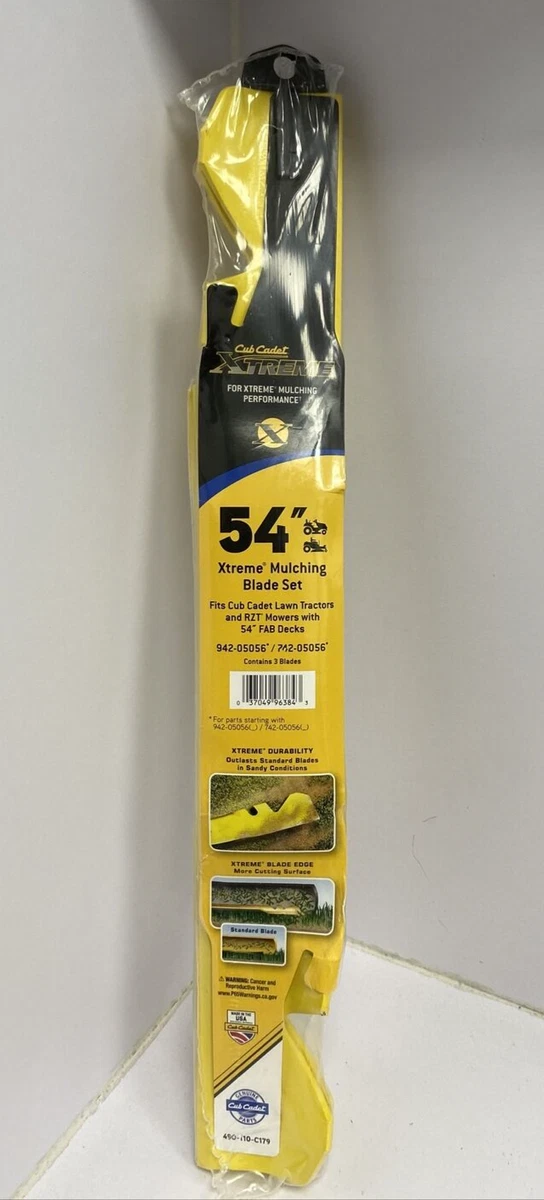 Cub Cadet
XTREME
FOR XTREME® MULCHING
PERFORMANCE†
X
54"
Xtreme® Mulching
Blade Set
Fits Cub Cadet Lawn Tractors
and RZT® Mowers with
54" FAB Decks
942-05056* / 742-05056*
Contains 3 Blades
0 37049 96384 3
* For parts starting with
942-05056(_) / 742-05056(_)
XTREME® DURABILITY
Outlasts Standard Blades
in Sandy Conditions
XTREME® BLADE EDGE
More Cutting Surface
Standard Blade
⚠ WARNING: Cancer and
Reproductive Harm
www.P65Warnings.ca.gov
MADE IN THE
USA
Cub Cadet
GENUINE
Cub Cadet
PARTS
490-110-C179